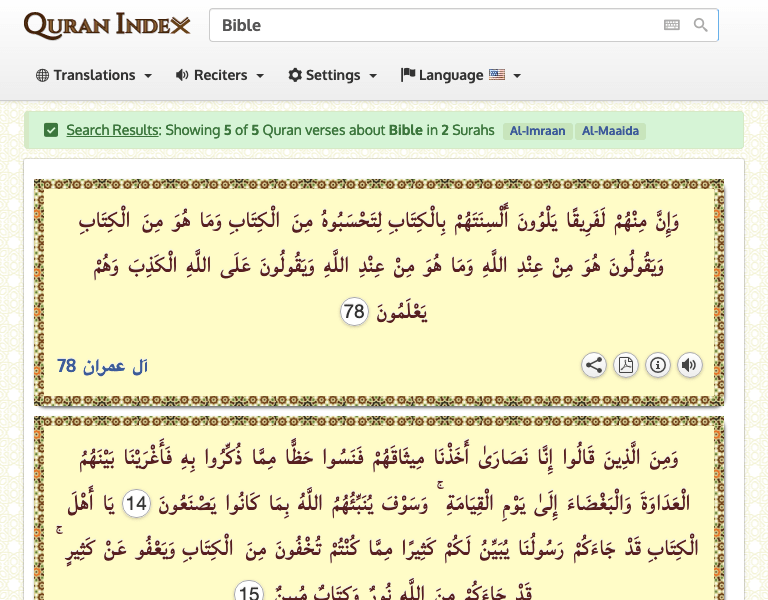 QURAN INDEX
Bible
Translations Reciters Settings Language
Search Results: Showing 5 of 5 Quran verses about Bible in 2 Surahs Al-Imraan Al-Maaida
وَإِنَّ مِنْهُمْ لَفَرِيقًا يَلْوُونَ أَلْسِنَتَهُمْ بِالْكِتَابِ لِتَحْسَبُوهُ مِنَ الْكِتَابِ وَمَا هُوَ مِنَ الْكِتَابِ
وَيَقُولُونَ هُوَ مِنْ عِنْدِ اللَّهِ وَمَا هُوَ مِنْ عِنْدِ اللَّهِ وَيَقُولُونَ عَلَى اللَّهِ الْكَذِبَ وَهُمْ
يَعْلَمُونَ 78
آل عمران 78
وَمِنَ الَّذِينَ قَالُوا إِنَّا نَصَارَىٰ أَخَذْنَا مِيثَاقَهُمْ فَنَسُوا حَظًّا مِمَّا ذُكِّرُوا بِهِ فَأَغْرَيْنَا بَيْنَهُمُ
الْعَدَاوَةَ وَالْبَغْضَاءَ إِلَىٰ يَوْمِ الْقِيَامَةِ ۚ وَسَوْفَ يُنَبِّئُهُمُ اللَّهُ بِمَا كَانُوا يَصْنَعُونَ 14 يَا أَهْلَ
الْكِتَابِ قَدْ جَاءَكُمْ رَسُولُنَا يُبَيِّنُ لَكُمْ كَثِيرًا مِمَّا كُنْتُمْ تُخْفُونَ مِنَ الْكِتَابِ وَيَعْفُو عَنْ كَثِيرٍ ۚ
قَدْ جَاءَكُمْ مِنَ اللَّهِ نُورٌ وَكِتَابٌ مُبِينٌ 15